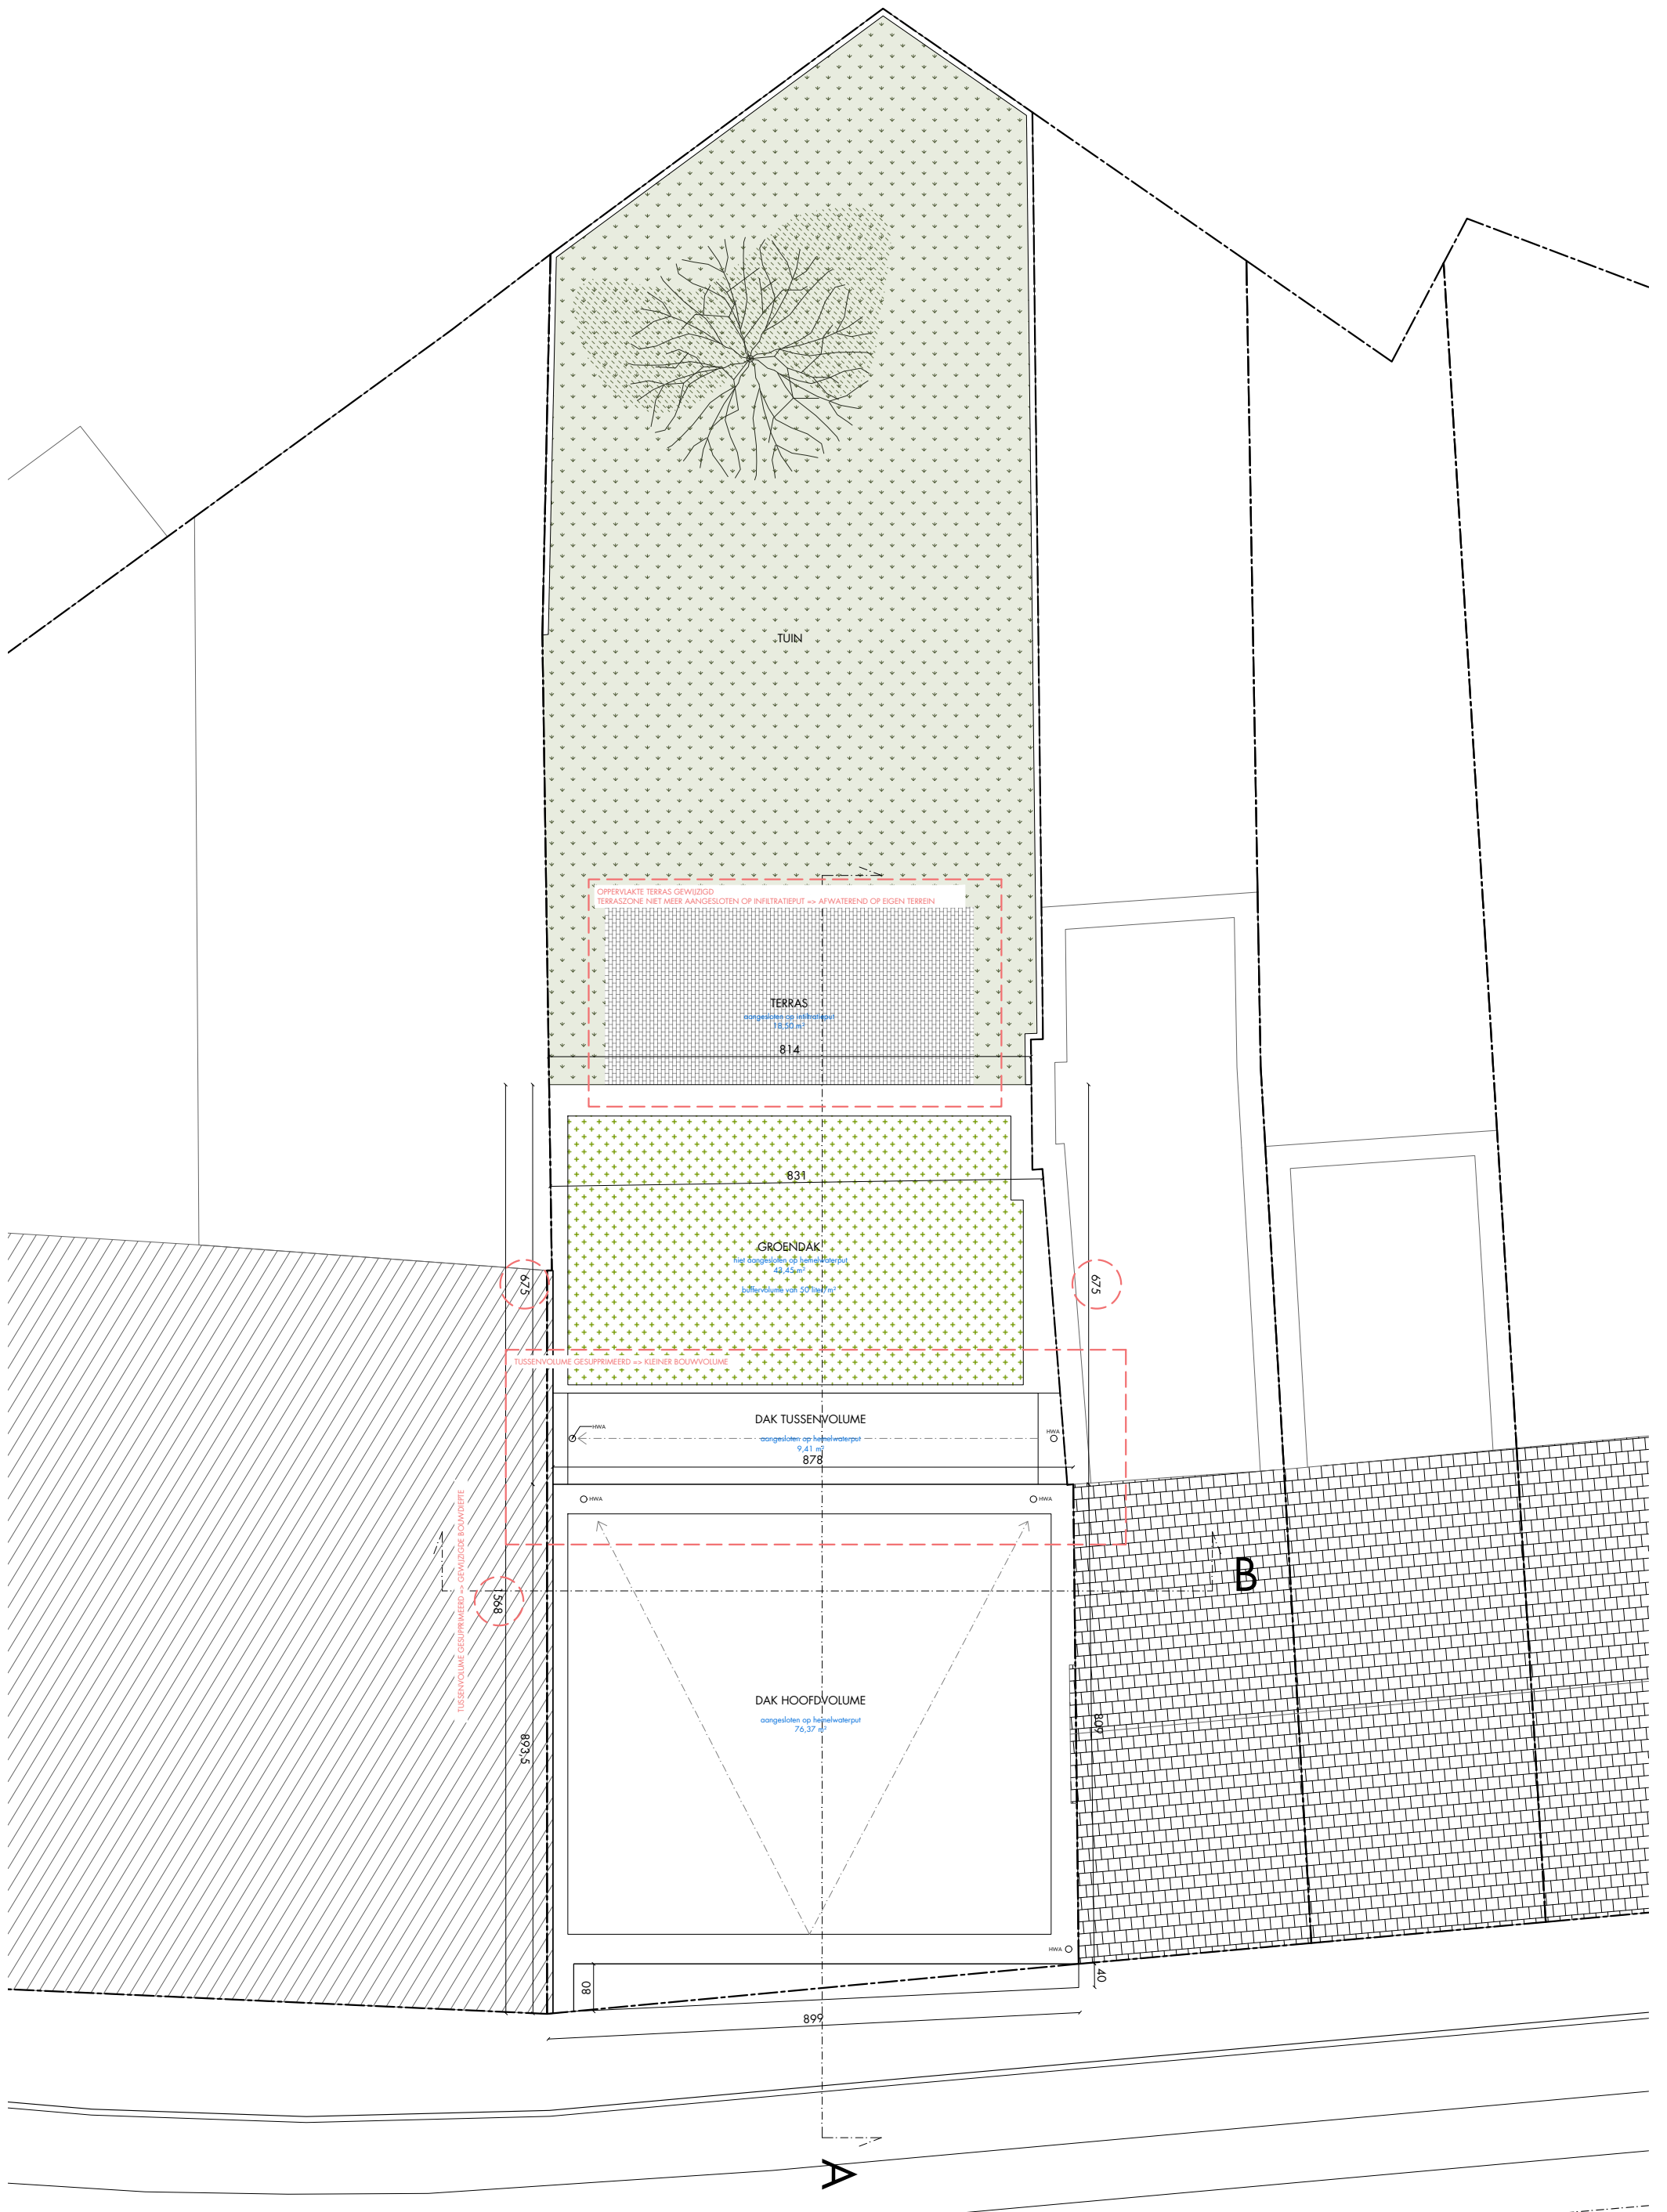 TUIN
OPPERVLAKTE TERRAS GEWIJZIGD
TERRASZONE NIET MEER AANGESLOTEN OP INFILTRATIEPUT => AFWATEREND OP EIGEN TERREIN
TERRAS
aangesloten op infiltratieput
18,50 m²
814
831
GROENDAK
niet aangesloten op hemelwaterput
43,45 m²
buffervolume van 50 liter/m²
675
675
TUSSENVOLUME GESUPPRIMEERD => KLEINER BOUWVOLUME
DAK TUSSENVOLUME
HWA
HWA
aangesloten op hemelwaterput
9,41 m²
878
HWA
HWA
TUSSENVOLUME GESUPPRIMEERD => GEWIJZIGDE BOUWDIEPTE
B
1568
DAK HOOFDVOLUME
aangesloten op hemelwaterput
76,37 m²
893,5
809
HWA
80
40
899
A